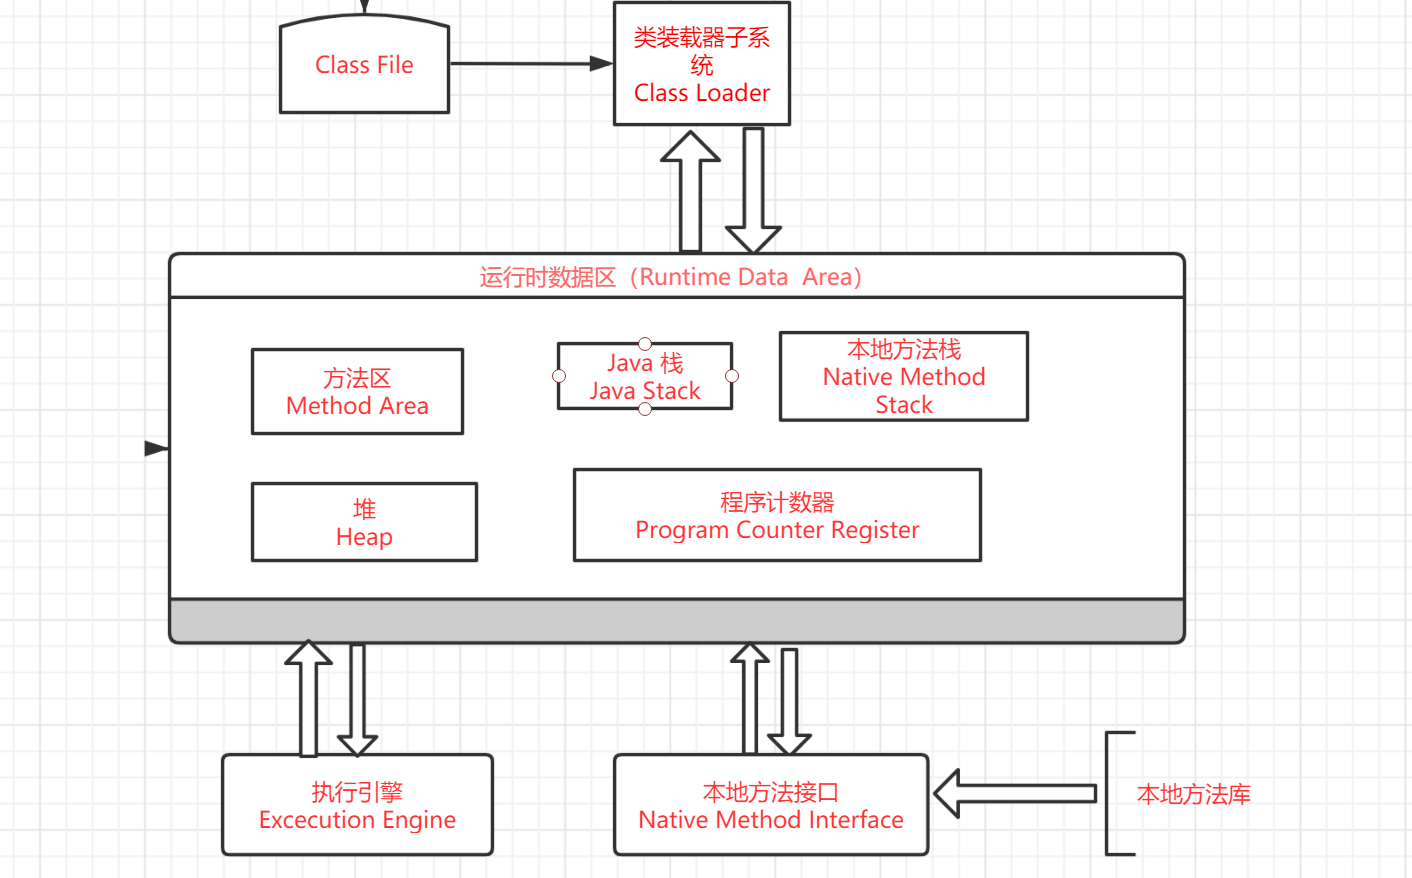 Class File
类装载器子系
统
Class Loader
运行时数据区（Runtime Data  Area）
方法区
Method Area
Java 栈
Java Stack
本地方法栈
Native Method
Stack
堆
Heap
程序计数器
Program Counter Register
执行引擎
Excecution Engine
本地方法接口
Native Method Interface
本地方法库